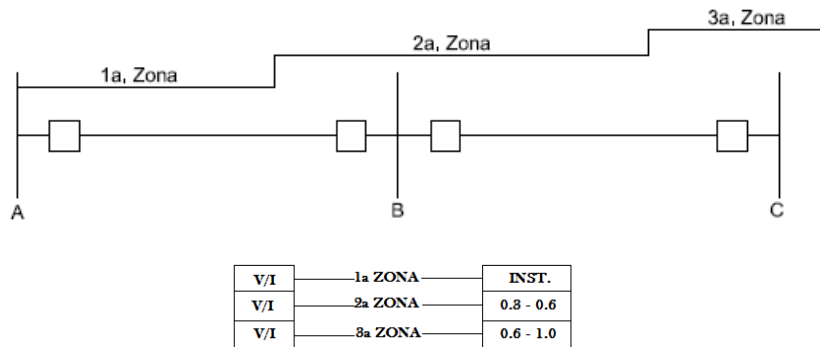 3a, Zona
2a, Zona
1a, Zona
A
B
C
V/I 1a ZONA INST.
V/I 2a ZONA 0.3 - 0.6
V/I 3a ZONA 0.6 - 1.0